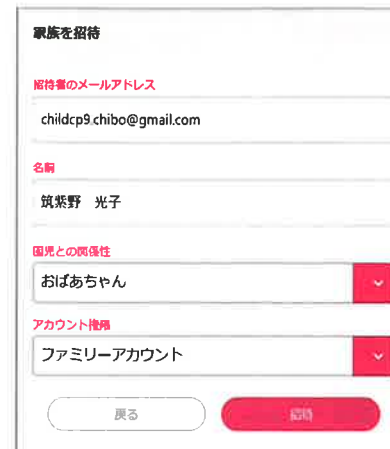 家族を招待
招待者のメールアドレス
childcp9.chibo@gmail.com
名前
筑紫野 光子
園児との関係性
おばあちゃん
アカウント権限
ファミリーアカウント
戻る
招待